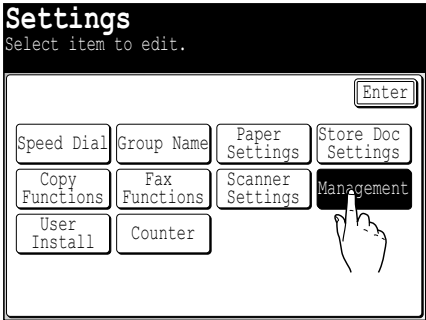 Settings
Select item to edit.
Enter
Speed Dial
Group Name
Paper
Settings
Store Doc
Settings
Copy
Functions
Fax
Functions
Scanner
Settings
Management
User
Install
Counter